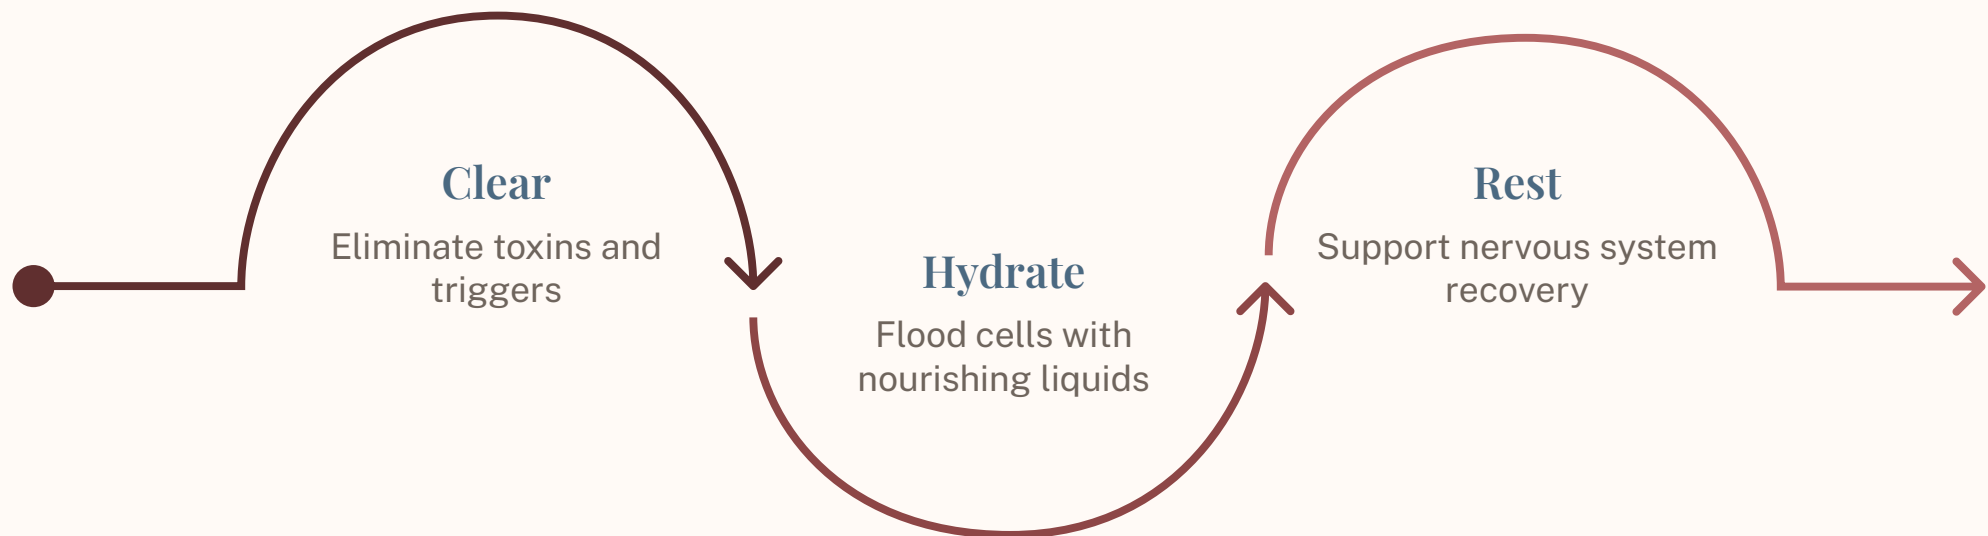 Clear
Eliminate toxins and
triggers
Hydrate
Flood cells with
nourishing liquids
Rest
Support nervous system
recovery